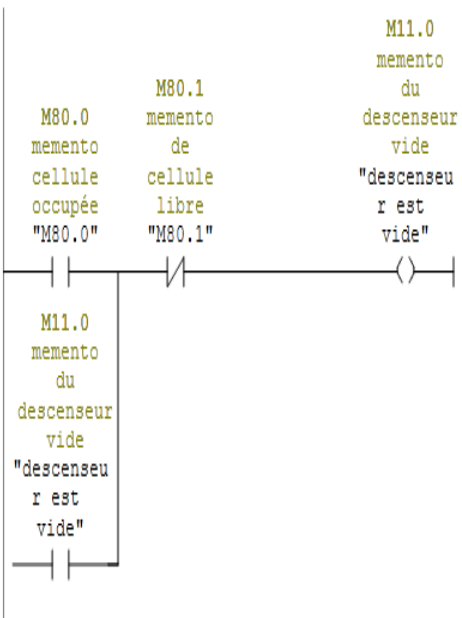 M11.0
memento
du
descenseur
vide
"descenseu
r est
vide"
M80.1
memento
de
cellule
libre
"M80.1"
M80.0
memento
cellule
occupée
"M80.0"
M11.0
memento
du
descenseur
vide
"descenseu
r est
vide"